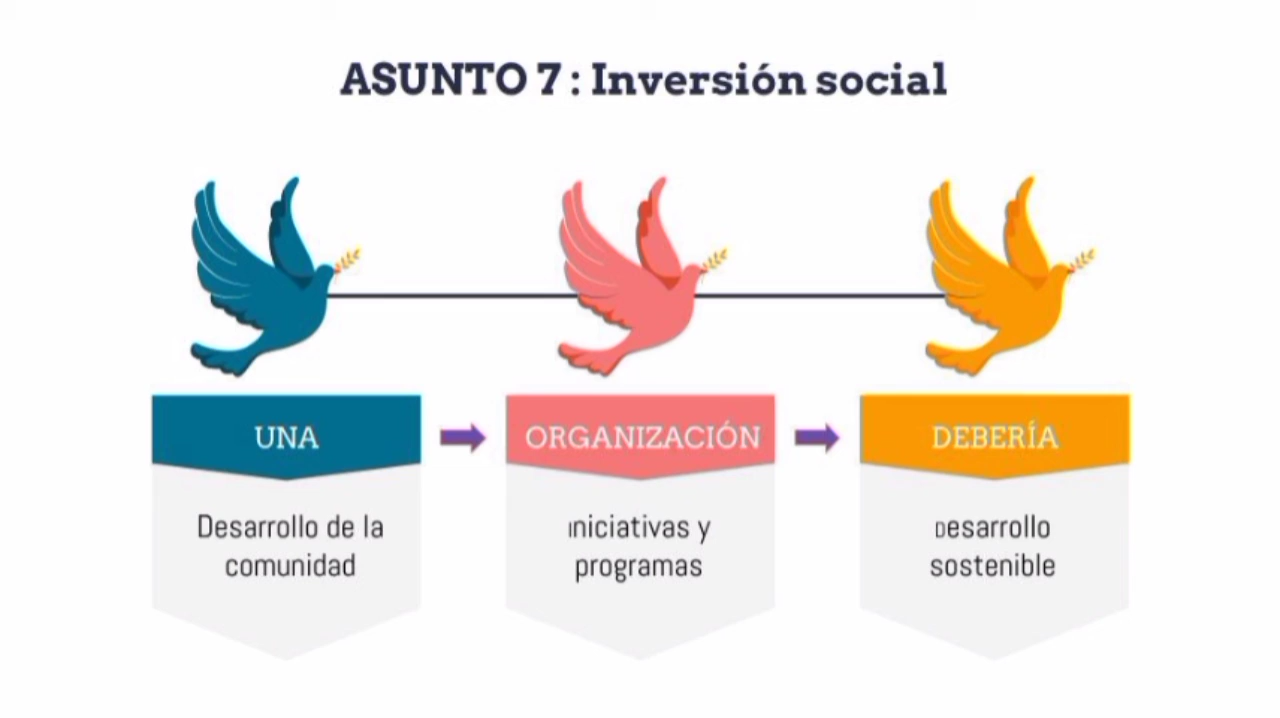 ASUNTO 7 : Inversión social
UNA
ORGANIZACIÓN
DEBERÍA
Desarrollo de la
comunidad
Iniciativas y
programas
Desarrollo
sostenible